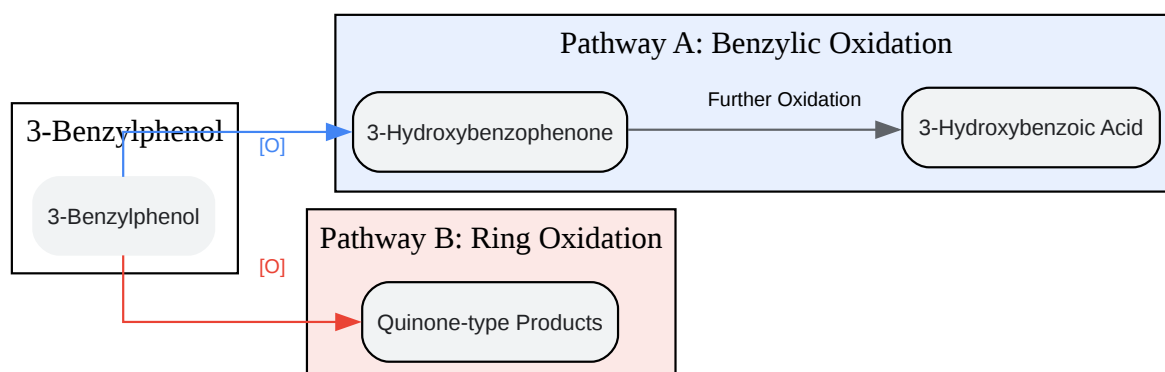 Pathway A: Benzylic Oxidation
Further Oxidation
3-Hydroxybenzophenone
3-Hydroxybenzoic Acid
3-Benzylphenol
[O]
3-Benzylphenol
[O]
Pathway B: Ring Oxidation
Quinone-type Products